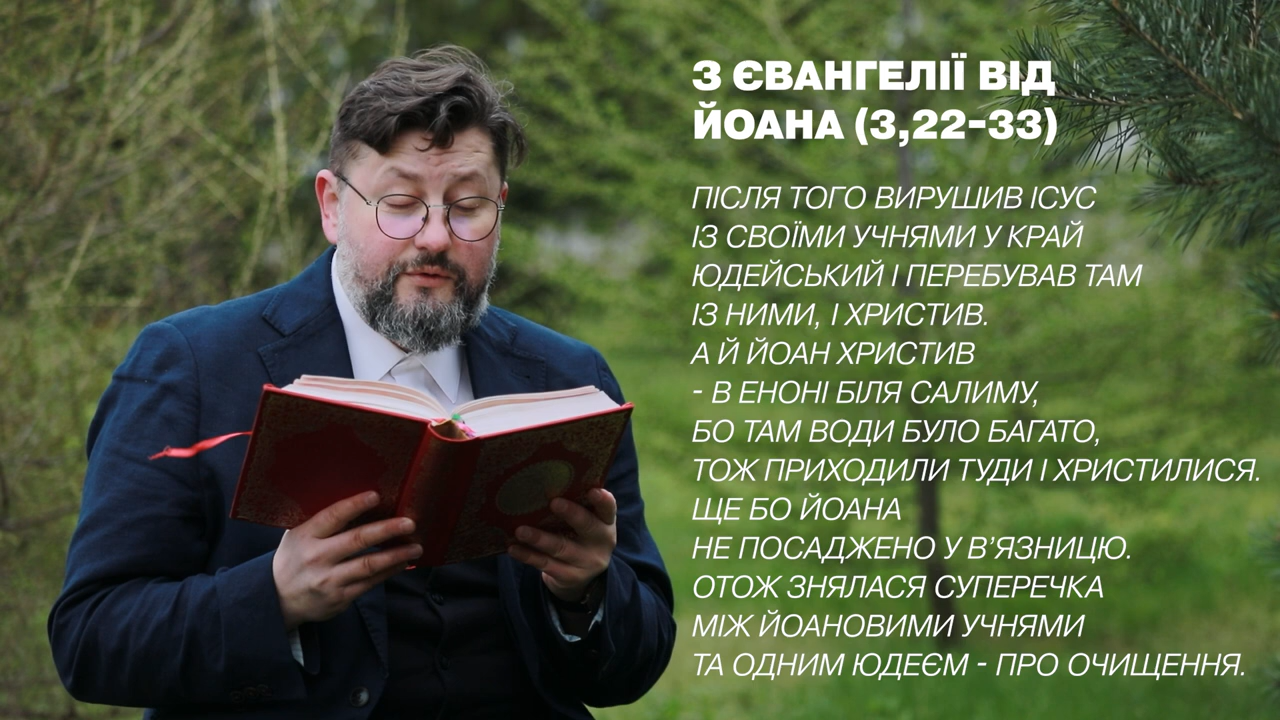 З ЄВАНГЕЛІЇ ВІД
ЙОАНА (3,22-33)
ПІСЛЯ ТОГО ВИРУШИВ ІСУС
ІЗ СВОЇМИ УЧНЯМИ У КРАЙ
ЮДЕЙСЬКИЙ І ПЕРЕБУВАВ ТАМ
ІЗ НИМИ, І ХРИСТИВ.
А Й ЙОАН ХРИСТИВ
- В ЕНОНІ БІЛЯ САЛИМУ,
БО ТАМ ВОДИ БУЛО БАГАТО,
ТОЖ ПРИХОДИЛИ ТУДИ І ХРИСТИЛИСЯ.
ЩЕ БО ЙОАНА
НЕ ПОСАДЖЕНО У В’ЯЗНИЦЮ.
ОТОЖ ЗНЯЛАСЯ СУПЕРЕЧКА
МІЖ ЙОАНОВИМИ УЧНЯМИ
ТА ОДНИМ ЮДЕЄМ - ПРО ОЧИЩЕННЯ.